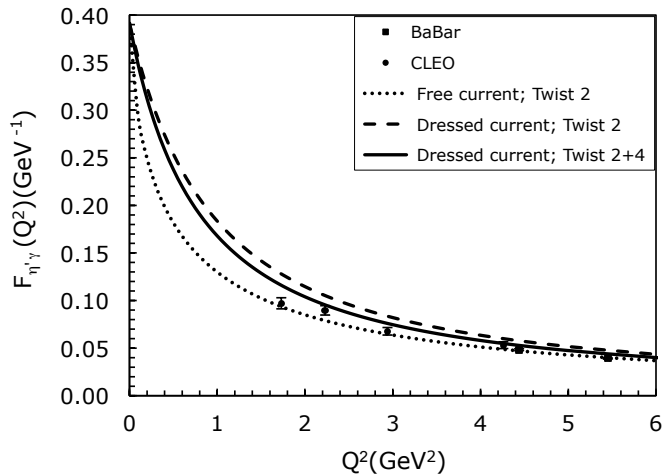 0.40
0.35
0.30
0.25
0.20
0.15
0.10
0.05
0.00
F_{η'γ}(Q²)(GeV⁻¹)
BaBar
CLEO
Free current; Twist 2
Dressed current; Twist 2
Dressed current; Twist 2+4
0 1 2 3 4 5 6
Q²(GeV²)